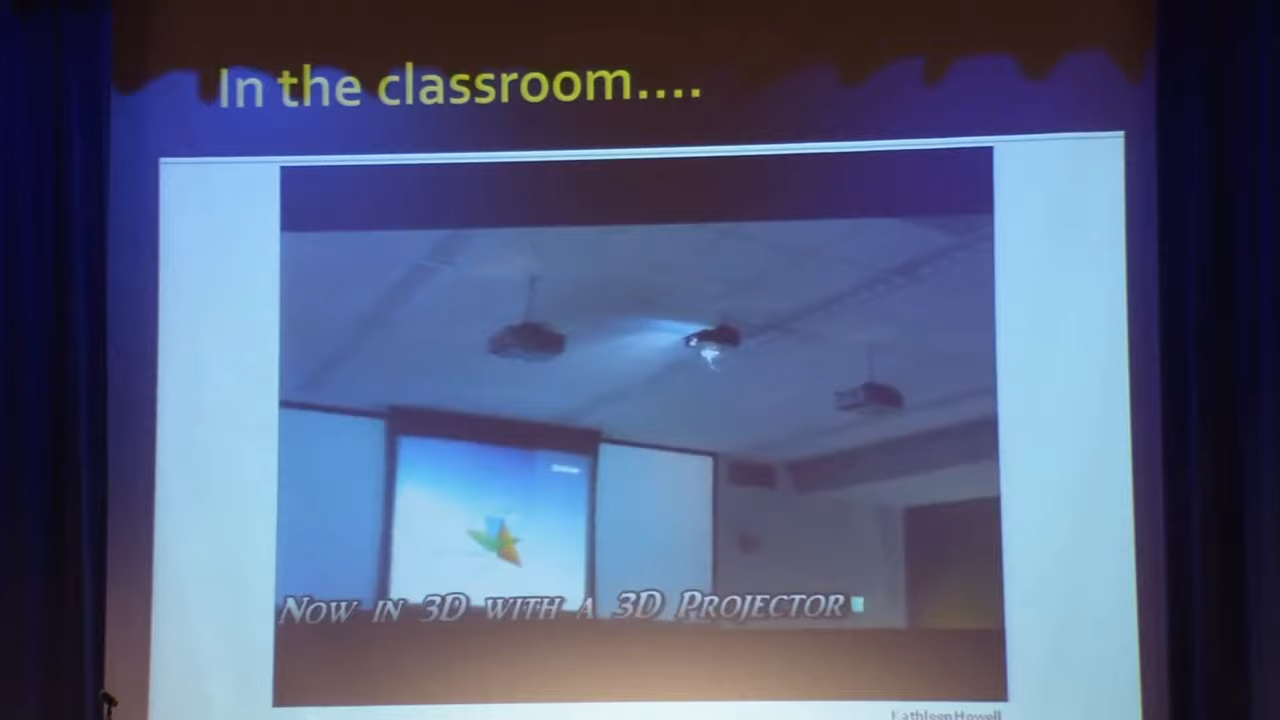 In the classroom....
NOW IN 3D WITH A 3D PROJECTOR
Kathleen Howell